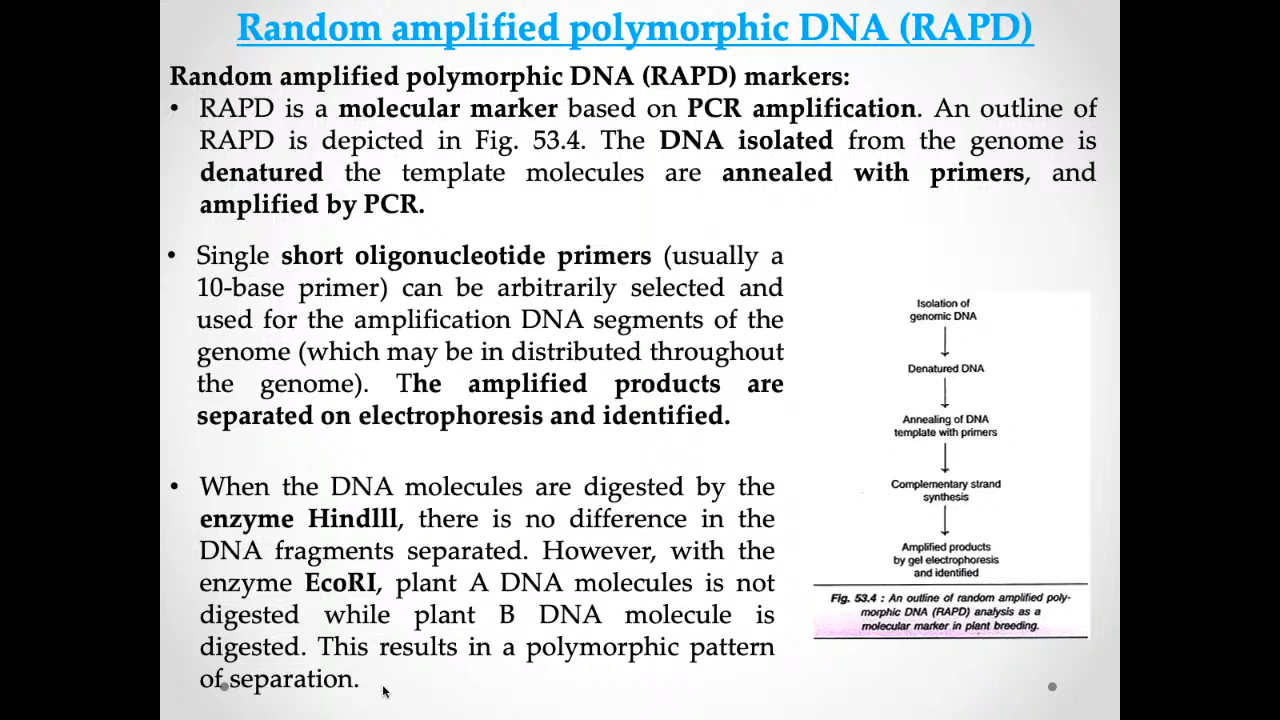 Random amplified polymorphic DNA (RAPD)
Random amplified polymorphic DNA (RAPD) markers:
• RAPD is a molecular marker based on PCR amplification. An outline of
RAPD is depicted in Fig. 53.4. The DNA isolated from the genome is
denatured the template molecules are annealed with primers, and
amplified by PCR.
• Single short oligonucleotide primers (usually a
10-base primer) can be arbitrarily selected and
used for the amplification DNA segments of the
genome (which may be in distributed throughout
the genome). The amplified products are
separated on electrophoresis and identified.
• When the DNA molecules are digested by the
enzyme Hindlll, there is no difference in the
DNA fragments separated. However, with the
enzyme EcoRI, plant A DNA molecules is not
digested while plant B DNA molecule is
digested. This results in a polymorphic pattern
of separation.
Isolation of
genomic DNA
Denatured DNA
Annealing of DNA
template with primers
Complementary strand
synthesis
Amplified products
by gel electrophoresis
and identified
Fig. 53.4 : An outline of random amplified poly-
morphic DNA (RAPD) analysis as a
molecular marker in plant breeding.